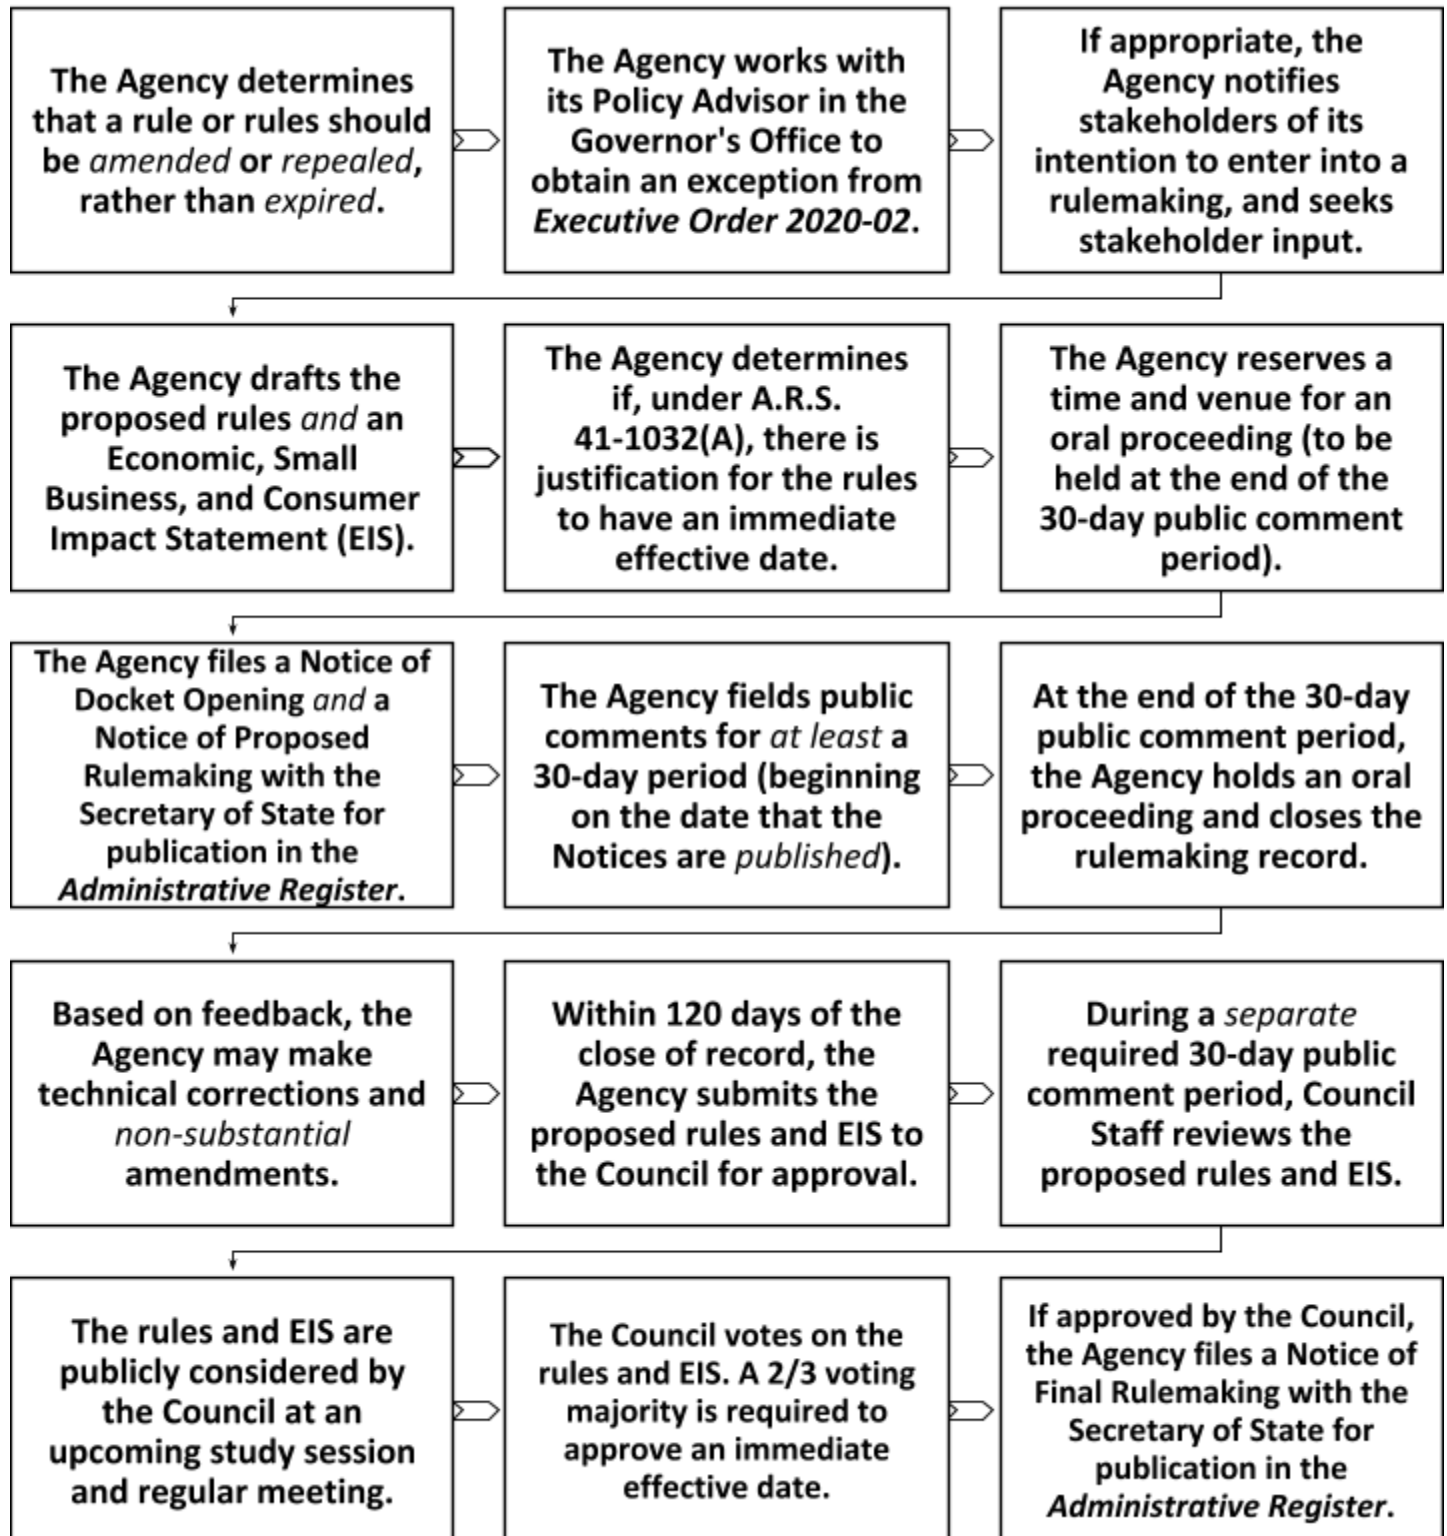 The Agency determines
that a rule or rules should
be amended or repealed,
rather than expired.
The Agency works with
its Policy Advisor in the
Governor's Office to
obtain an exception from
Executive Order 2020-02.
If appropriate, the
Agency notifies
stakeholders of its
intention to enter into a
rulemaking, and seeks
stakeholder input.
The Agency drafts the
proposed rules and an
Economic, Small
Business, and Consumer
Impact Statement (EIS).
The Agency determines
if, under A.R.S.
41-1032(A), there is
justification for the rules
to have an immediate
effective date.
The Agency reserves a
time and venue for an
oral proceeding (to be
held at the end of the
30-day public comment
period).
The Agency files a Notice of
Docket Opening and a
Notice of Proposed
Rulemaking with the
Secretary of State for
publication in the
Administrative Register.
The Agency fields public
comments for at least a
30-day period (beginning
on the date that the
Notices are published).
At the end of the 30-day
public comment period,
the Agency holds an oral
proceeding and closes the
rulemaking record.
Based on feedback, the
Agency may make
technical corrections and
non-substantial
amendments.
Within 120 days of the
close of record, the
Agency submits the
proposed rules and EIS to
the Council for approval.
During a separate
required 30-day public
comment period, Council
Staff reviews the
proposed rules and EIS.
The rules and EIS are
publicly considered by
the Council at an
upcoming study session
and regular meeting.
The Council votes on the
rules and EIS. A 2/3 voting
majority is required to
approve an immediate
effective date.
If approved by the Council,
the Agency files a Notice of
Final Rulemaking with the
Secretary of State for
publication in the
Administrative Register.